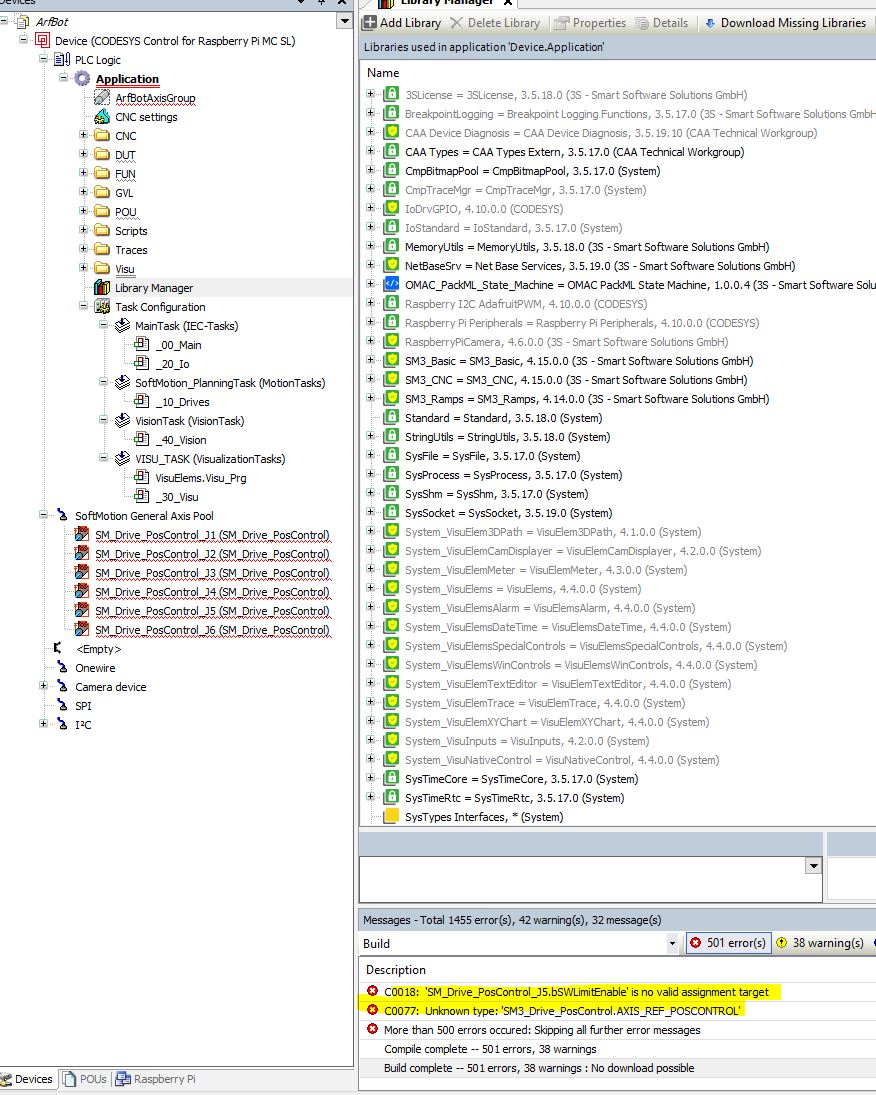 Devices
ArfBot
Device (CODESYS Control for Raspberry Pi MC SL)
PLC Logic
Application
ArfBotAxisGroup
CNC settings
CNC
DUT
FUN
GVL
POU
Scripts
Traces
Visu
Library Manager
Task Configuration
MainTask (IEC-Tasks)
_00_Main
_20_Io
SoftMotion_PlanningTask (MotionTasks)
_10_Drives
VisionTask (VisionTask)
_40_Vision
VISU_TASK (VisualizationTasks)
VisuElems.Visu_Prg
_30_Visu
SoftMotion General Axis Pool
SM_Drive_PosControl_J1 (SM_Drive_PosControl)
SM_Drive_PosControl_J2 (SM_Drive_PosControl)
SM_Drive_PosControl_J3 (SM_Drive_PosControl)
SM_Drive_PosControl_J4 (SM_Drive_PosControl)
SM_Drive_PosControl_J5 (SM_Drive_PosControl)
SM_Drive_PosControl_J6 (SM_Drive_PosControl)
<Empty>
Onewire
Camera device
SPI
I²C
Devices POUs Raspberry Pi
Library Manager
Add Library Delete Library Properties Details Download Missing Libraries
Libraries used in application 'Device.Application'
Name
3SLicense = 3SLicense, 3.5.18.0 (3S - Smart Software Solutions GmbH)
BreakpointLogging = Breakpoint Logging Functions, 3.5.17.0 (3S - Smart Software Solutions GmbH)
CAA Device Diagnosis = CAA Device Diagnosis, 3.5.19.10 (CAA Technical Workgroup)
CAA Types = CAA Types Extern, 3.5.17.0 (CAA Technical Workgroup)
CmpBitmapPool = CmpBitmapPool, 3.5.17.0 (System)
CmpTraceMgr = CmpTraceMgr, 3.5.17.0 (System)
IoDrvGPIO, 4.10.0.0 (CODESYS)
IoStandard = IoStandard, 3.5.17.0 (System)
MemoryUtils = MemoryUtils, 3.5.18.0 (3S - Smart Software Solutions GmbH)
NetBaseSrv = Net Base Services, 3.5.19.0 (3S - Smart Software Solutions GmbH)
OMAC_PackML_State_Machine = OMAC PackML State Machine, 1.0.0.4 (3S - Smart Software Solutions
Raspberry I2C AdafruitPWM, 4.10.0.0 (CODESYS)
Raspberry Pi Peripherals = Raspberry Pi Peripherals, 4.10.0.0 (CODESYS)
RaspberryPiCamera, 4.6.0.0 (3S - Smart Software Solutions GmbH)
SM3_Basic = SM3_Basic, 4.15.0.0 (3S - Smart Software Solutions GmbH)
SM3_CNC = SM3_CNC, 4.15.0.0 (3S - Smart Software Solutions GmbH)
SM3_Ramps = SM3_Ramps, 4.14.0.0 (3S - Smart Software Solutions GmbH)
Standard = Standard, 3.5.18.0 (System)
StringUtils = StringUtils, 3.5.18.0 (System)
SysFile = SysFile, 3.5.17.0 (System)
SysProcess = SysProcess, 3.5.17.0 (System)
SysShm = SysShm, 3.5.17.0 (System)
SysSocket = SysSocket, 3.5.19.0 (System)
System_VisuElem3DPath = VisuElem3DPath, 4.1.0.0 (System)
System_VisuElemCamDisplayer = VisuElemCamDisplayer, 4.2.0.0 (System)
System_VisuElemMeter = VisuElemMeter, 4.3.0.0 (System)
System_VisuElems = VisuElems, 4.4.0.0 (System)
System_VisuElemsAlarm = VisuElemsAlarm, 4.4.0.0 (System)
System_VisuElemsDateTime = VisuElemsDateTime, 4.4.0.0 (System)
System_VisuElemsSpecialControls = VisuElemsSpecialControls, 4.4.0.0 (System)
System_VisuElemsWinControls = VisuElemsWinControls, 4.4.0.0 (System)
System_VisuElemTextEditor = VisuElemTextEditor, 4.4.0.0 (System)
System_VisuElemTrace = VisuElemTrace, 4.4.0.0 (System)
System_VisuElemXYChart = VisuElemXYChart, 4.4.0.0 (System)
System_VisuInputs = VisuInputs, 4.2.0.0 (System)
System_VisuNativeControl = VisuNativeControl, 4.4.0.0 (System)
SysTimeCore = SysTimeCore, 3.5.17.0 (System)
SysTimeRtc = SysTimeRtc, 3.5.17.0 (System)
SysTypes Interfaces, * (System)
Messages - Total 1455 error(s), 42 warning(s), 32 message(s)
Build 501 error(s) 38 warning(s)
Description
C0018: 'SM_Drive_PosControl_J5.bSWLimitEnable' is no valid assignment target
C0077: Unknown type: 'SM3_Drive_PosControl.AXIS_REF_POSCONTROL'
More than 500 errors occured: Skipping all further error messages
Compile complete -- 501 errors, 38 warnings
Build complete -- 501 errors, 38 warnings : No download possible